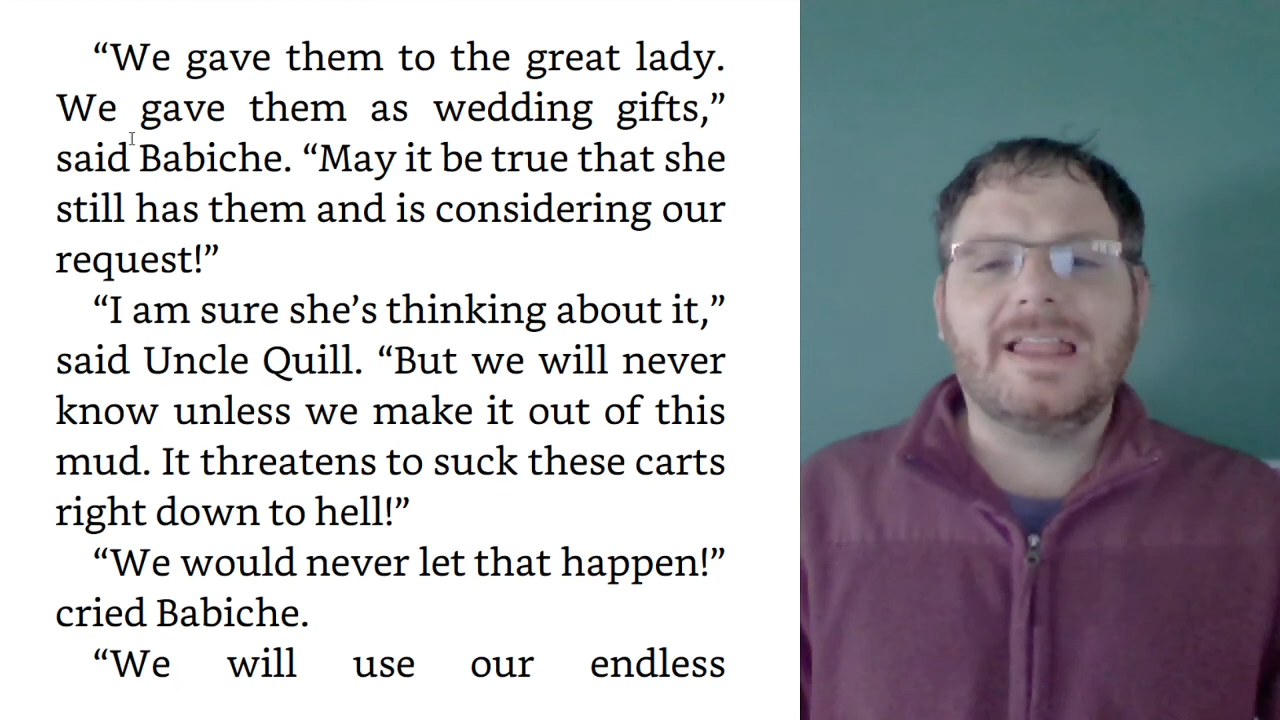 “We gave them to the great lady.
We gave them as wedding gifts,”
said Babiche. “May it be true that she
still has them and is considering our
request!”
“I am sure she’s thinking about it,”
said Uncle Quill. “But we will never
know unless we make it out of this
mud. It threatens to suck these carts
right down to hell!”
“We would never let that happen!”
cried Babiche.
“We will use our endless